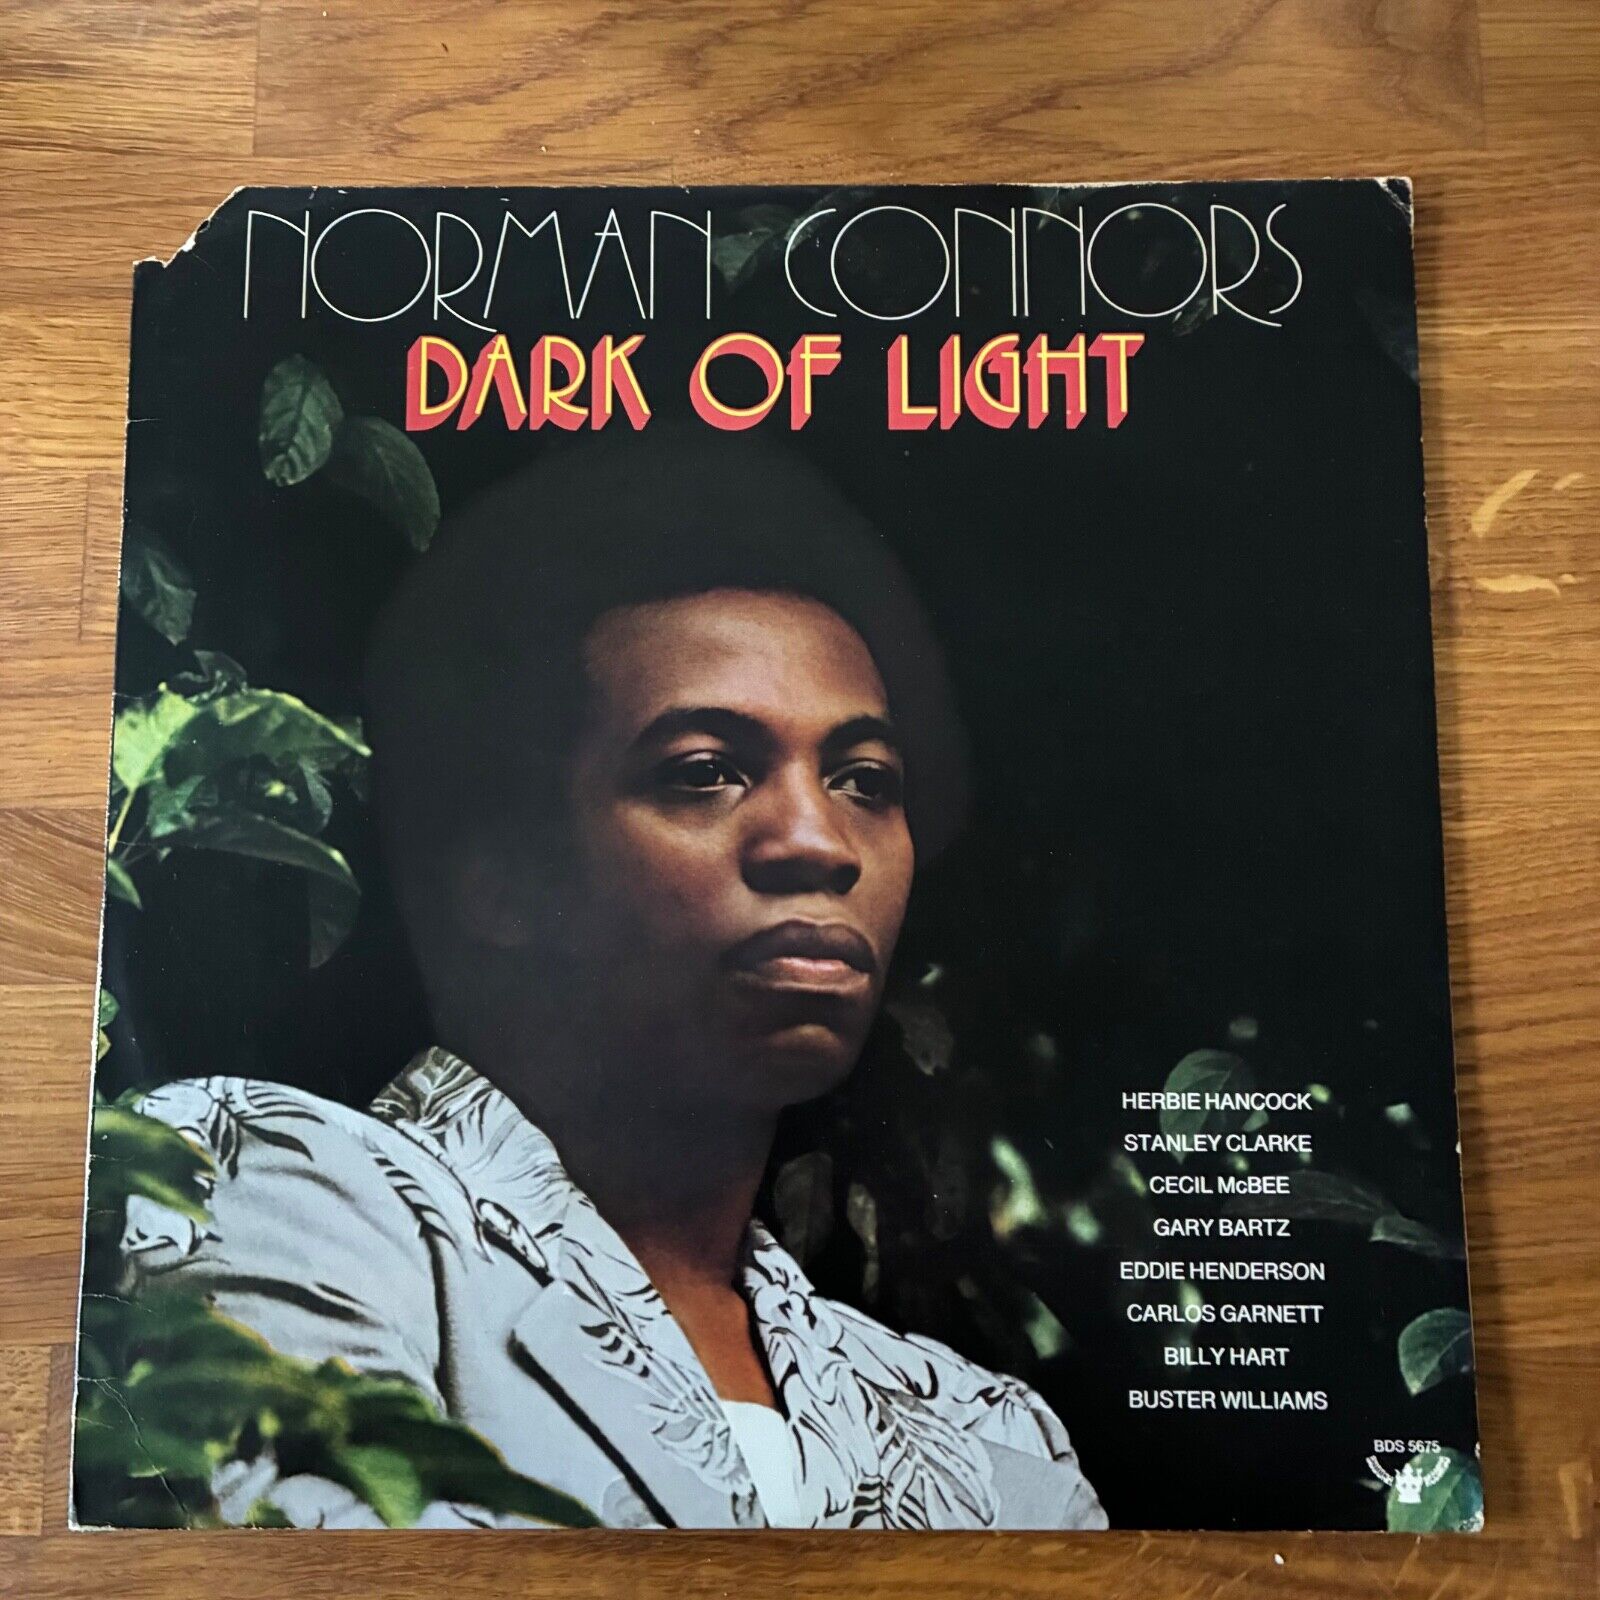 NORMAN CONNORS
DARK OF LIGHT
HERBIE HANCOCK
STANLEY CLARKE
CECIL McBEE
GARY BARTZ
EDDIE HENDERSON
CARLOS GARNETT
BILLY HART
BUSTER WILLIAMS
BDS 5675